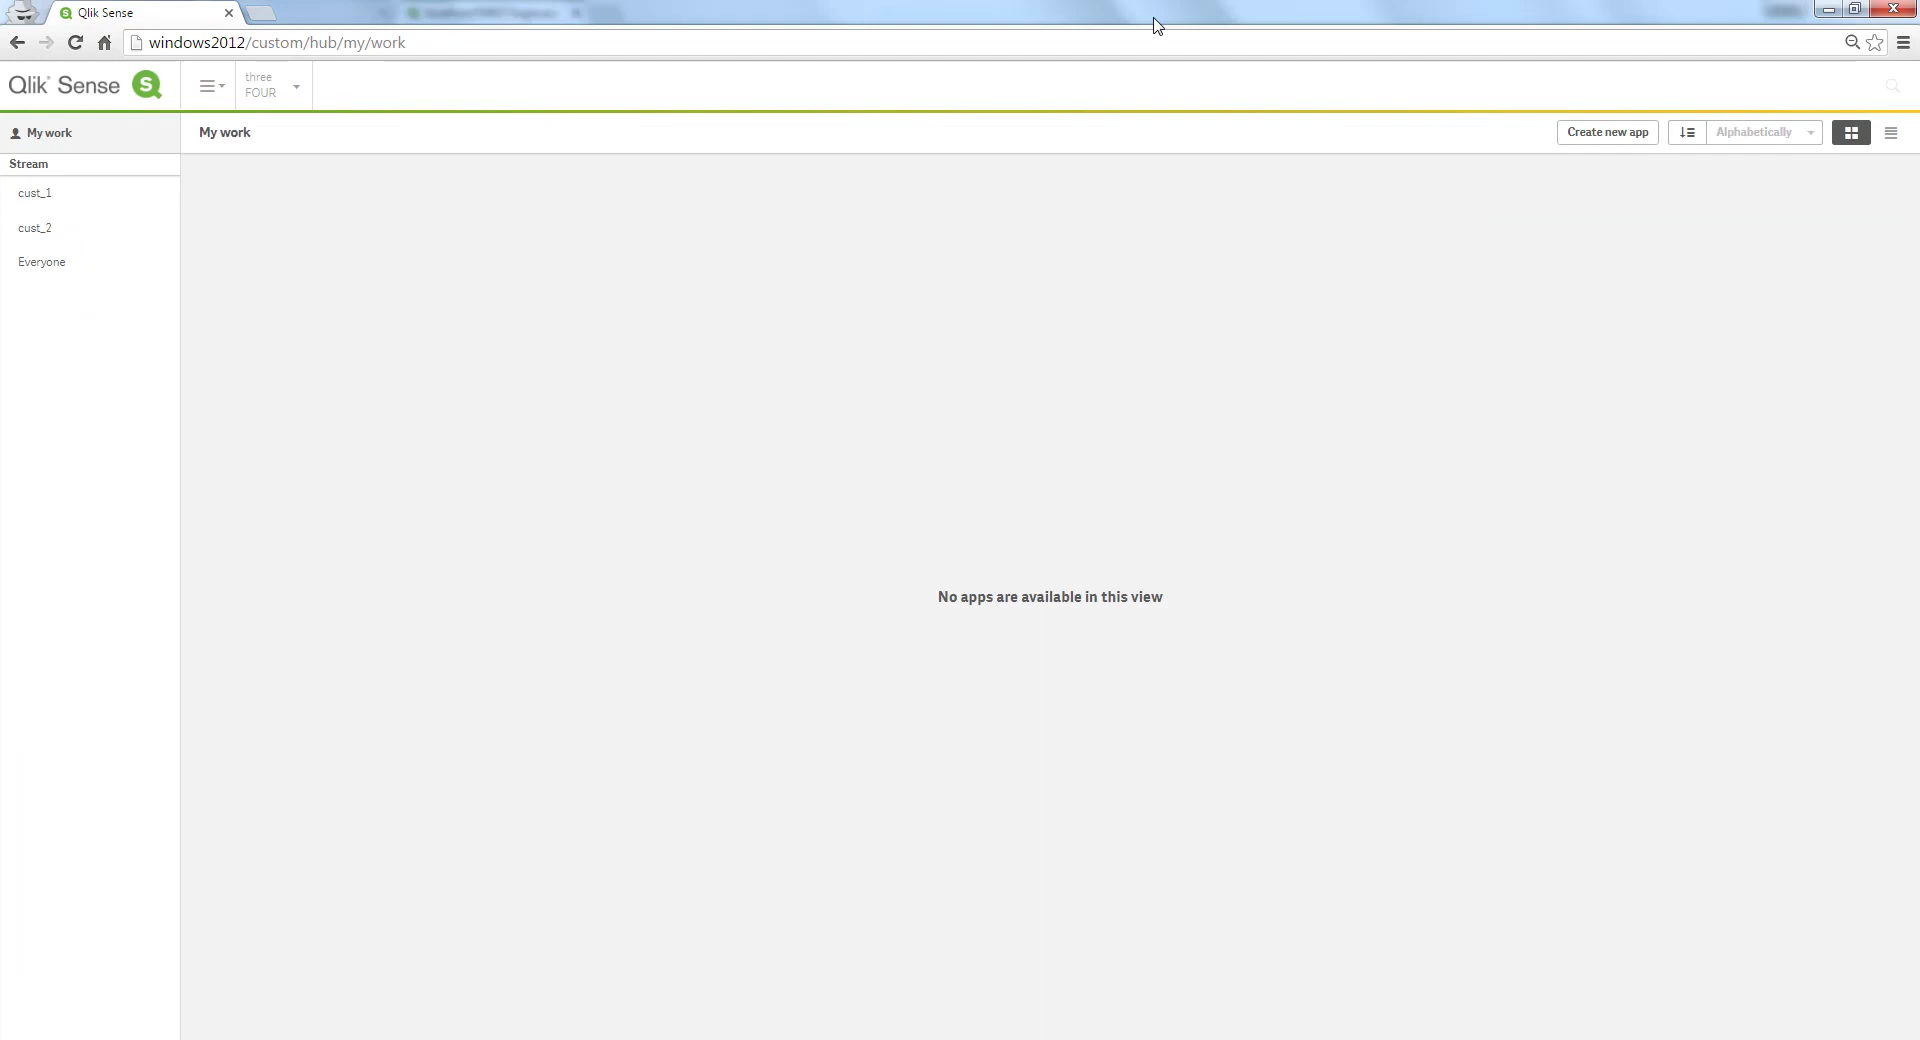 Qlik Sense
windows2012/custom/hub/my/work
Qlik Sense
three
FOUR
My work
My work
Create new app
Alphabetically
Stream
cust_1
cust_2
Everyone
No apps are available in this view